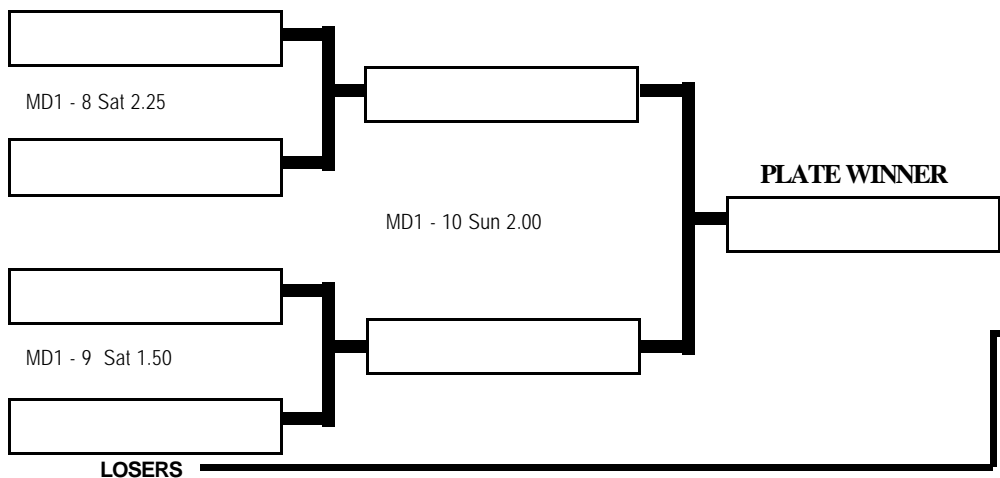 MD1 - 8 Sat 2.25
PLATE WINNER
MD1 - 10 Sun 2.00
MD1 - 9  Sat 1.50
LOSERS